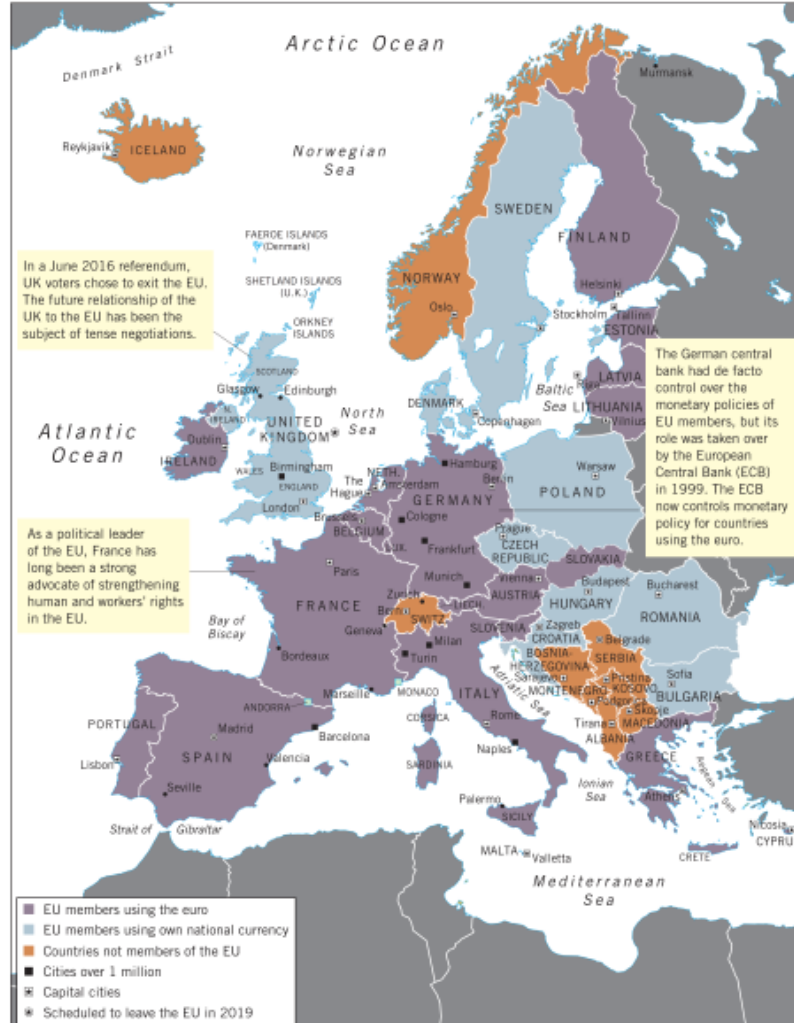 Arctic Ocean
Denmark Strait
Murmansk
Reykjavik
ICELAND
Norwegian
Sea
SWEDEN
FAEROE ISLANDS
(Denmark)
FINLAND
In a June 2016 referendum,
UK voters chose to exit the EU.
The future relationship of the
UK to the EU has been the
subject of tense negotiations.
SHETLAND ISLANDS
(U.K.)
NORWAY
Helsinki
Oslo
ORKNEY
ISLANDS
Stockholm
Tallinn
ESTONIA
The German central
bank had de facto
control over the
monetary policies of
EU members, but its
role was taken over
by the European
Central Bank (ECB)
in 1999. The ECB
now controls monetary
policy for countries
using the euro.
SCOTLAND
Glasgow
Edinburgh
Baltic
Sea
Riga
LATVIA
LITHUANIA
Vilnius
DENMARK
Copenhagen
North
Sea
N.
IRELAND
UNITED
KINGDOM
Atlantic
Ocean
Dublin
IRELAND
WALES
Birmingham
ENGLAND
London
NETH.
The
Hague
Amsterdam
Hamburg
Berlin
Warsaw
POLAND
GERMANY
Brussels
BELGIUM
Cologne
LUX.
Frankfurt
Prague
CZECH
REPUBLIC
As a political leader
of the EU, France has
long been a strong
advocate of strengthening
human and workers' rights
in the EU.
Paris
Munich
Vienna
SLOVAKIA
AUSTRIA
Budapest
HUNGARY
Bucharest
ROMANIA
FRANCE
Zurich
Bern
SWITZ.
LIECH.
Geneva
SLOVENIA
Zagreb
CROATIA
Belgrade
Bay of
Biscay
Milan
Turin
BOSNIA-
HERZEGOVINA
SERBIA
Bordeaux
Sarajevo
Pristina
KOSOVO
Sofia
BULGARIA
Marseille
MONACO
Adriatic Sea
MONTENEGRO
Podgorica
Skopje
MACEDONIA
ITALY
ANDORRA
CORSICA
Rome
Tirana
ALBANIA
PORTUGAL
Madrid
Barcelona
Lisbon
SPAIN
Valencia
SARDINIA
Naples
GREECE
Aegean Sea
Seville
Ionian
Sea
Athens
Palermo
SICILY
Strait of Gibraltar
Nicosia
CYPRU
MALTA
Valletta
CRETE
Mediterranean
Sea
EU members using the euro
EU members using own national currency
Countries not members of the EU
Cities over 1 million
Capital cities
Scheduled to leave the EU in 2019